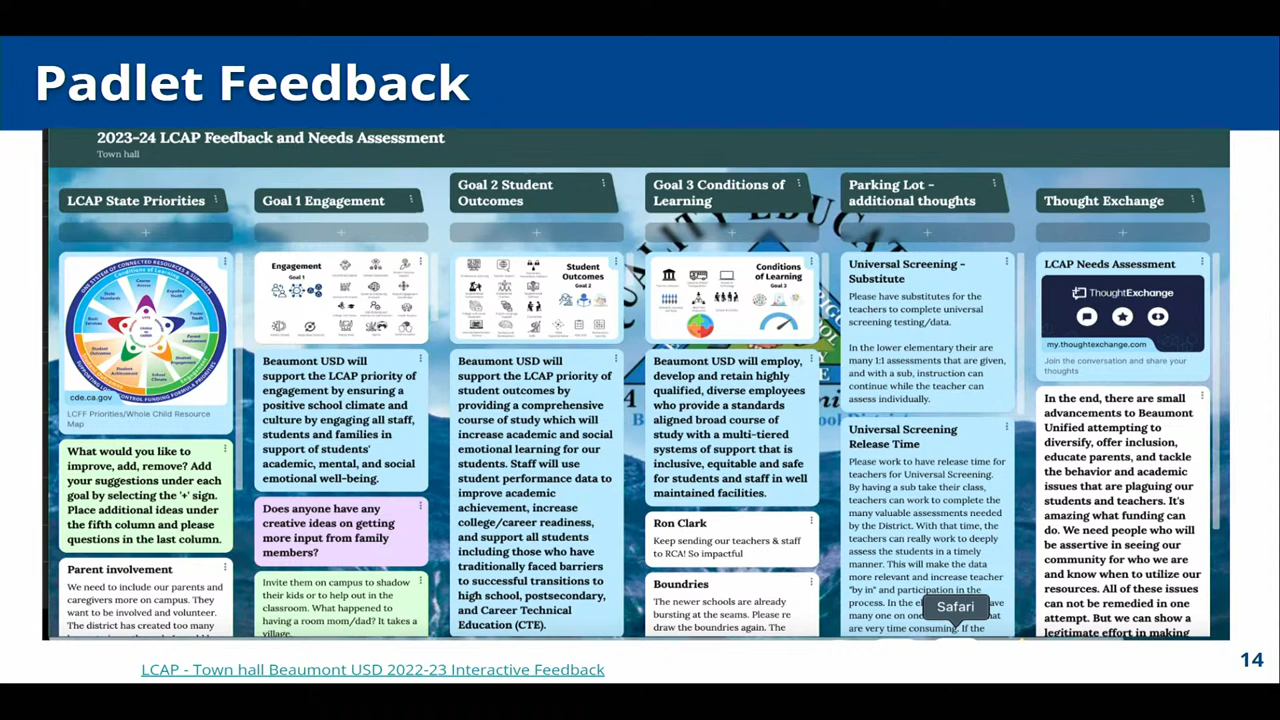 Padlet Feedback
2023-24 LCAP Feedback and Needs Assessment
Town hall
LCAP State Priorities
cde.ca.gov
LCFF Priorities/Whole Child Resource
Map
What would you like to
improve, add, remove? Add
your suggestions under each
goal by selecting the '+' sign.
Place additional ideas under
the fifth column and please
questions in the last column.
Parent involvement
We need to include our parents and
caregivers more on campus. They
want to be involved and volunteer.
The district has created too many
Goal 1 Engagement
Engagement
Goal 1
Beaumont USD will
support the LCAP priority of
engagement by ensuring a
positive school climate and
culture by engaging all staff,
students and families in
support of students'
academic, mental, and social
emotional well-being.
Does anyone have any
creative ideas on getting
more input from family
members?
Invite them on campus to shadow
their kids or to help out in the
classroom. What happened to
having a room mom/dad? It takes a
village.
Goal 2 Student
Outcomes
Student
Outcomes
Goal 2
Beaumont USD will
support the LCAP priority of
student outcomes by
providing a comprehensive
course of study which will
increase academic and social
emotional learning for our
students. Staff will use
student performance data to
improve academic
achievement, increase
college/career readiness,
and support all students
including those who have
traditionally faced barriers
to successful transitions to
high school, postsecondary,
and Career Technical
Education (CTE).
Goal 3 Conditions of
Learning
Conditions
of Learning
Goal 3
Beaumont USD will employ,
develop and retain highly
qualified, diverse employees
who provide a standards
aligned broad course of
study with a multi-tiered
systems of support that is
inclusive, equitable and safe
for students and staff in well
maintained facilities.
Ron Clark
Keep sending our teachers & staff
to RCA! So impactful
Boundries
The newer schools are already
bursting at the seams. Please re
draw the boundries again. The
Parking Lot -
additional thoughts
Universal Screening -
Substitute
Please have substitutes for the
teachers to complete universal
screening testing/data.
In the lower elementary their are
many 1:1 assessments that are given,
and with a sub, instruction can
continue while the teacher can
assess individually.
Universal Screening
Release Time
Please work to have release time for
teachers for Universal Screening.
By having a sub take their class,
teachers can work to complete the
many valuable assessments needed
by the District. With that time, the
teachers can really work to deeply
assess the students in a timely
manner. This will make the data
more relevant and increase teacher
"by in" and participation in the
process. In the
many one on one
that
are very time consuming. If the
Safari
Thought Exchange
LCAP Needs Assessment
ThoughtExchange
my.thoughtexchange.com
Join the conversation and share your
thoughts
In the end, there are small
advancements to Beaumont
Unified attempting to
diversify, offer inclusion,
educate parents, and tackle
the behavior and academic
issues that are plaguing our
students and teachers. It's
amazing what funding can
do. We need people who will
be assertive in seeing our
community for who we are
and know when to utilize our
resources. All of these issues
can not be remedied in one
attempt. But we can show a
legitimate effort in making
LCAP - Town hall Beaumont USD 2022-23 Interactive Feedback
14